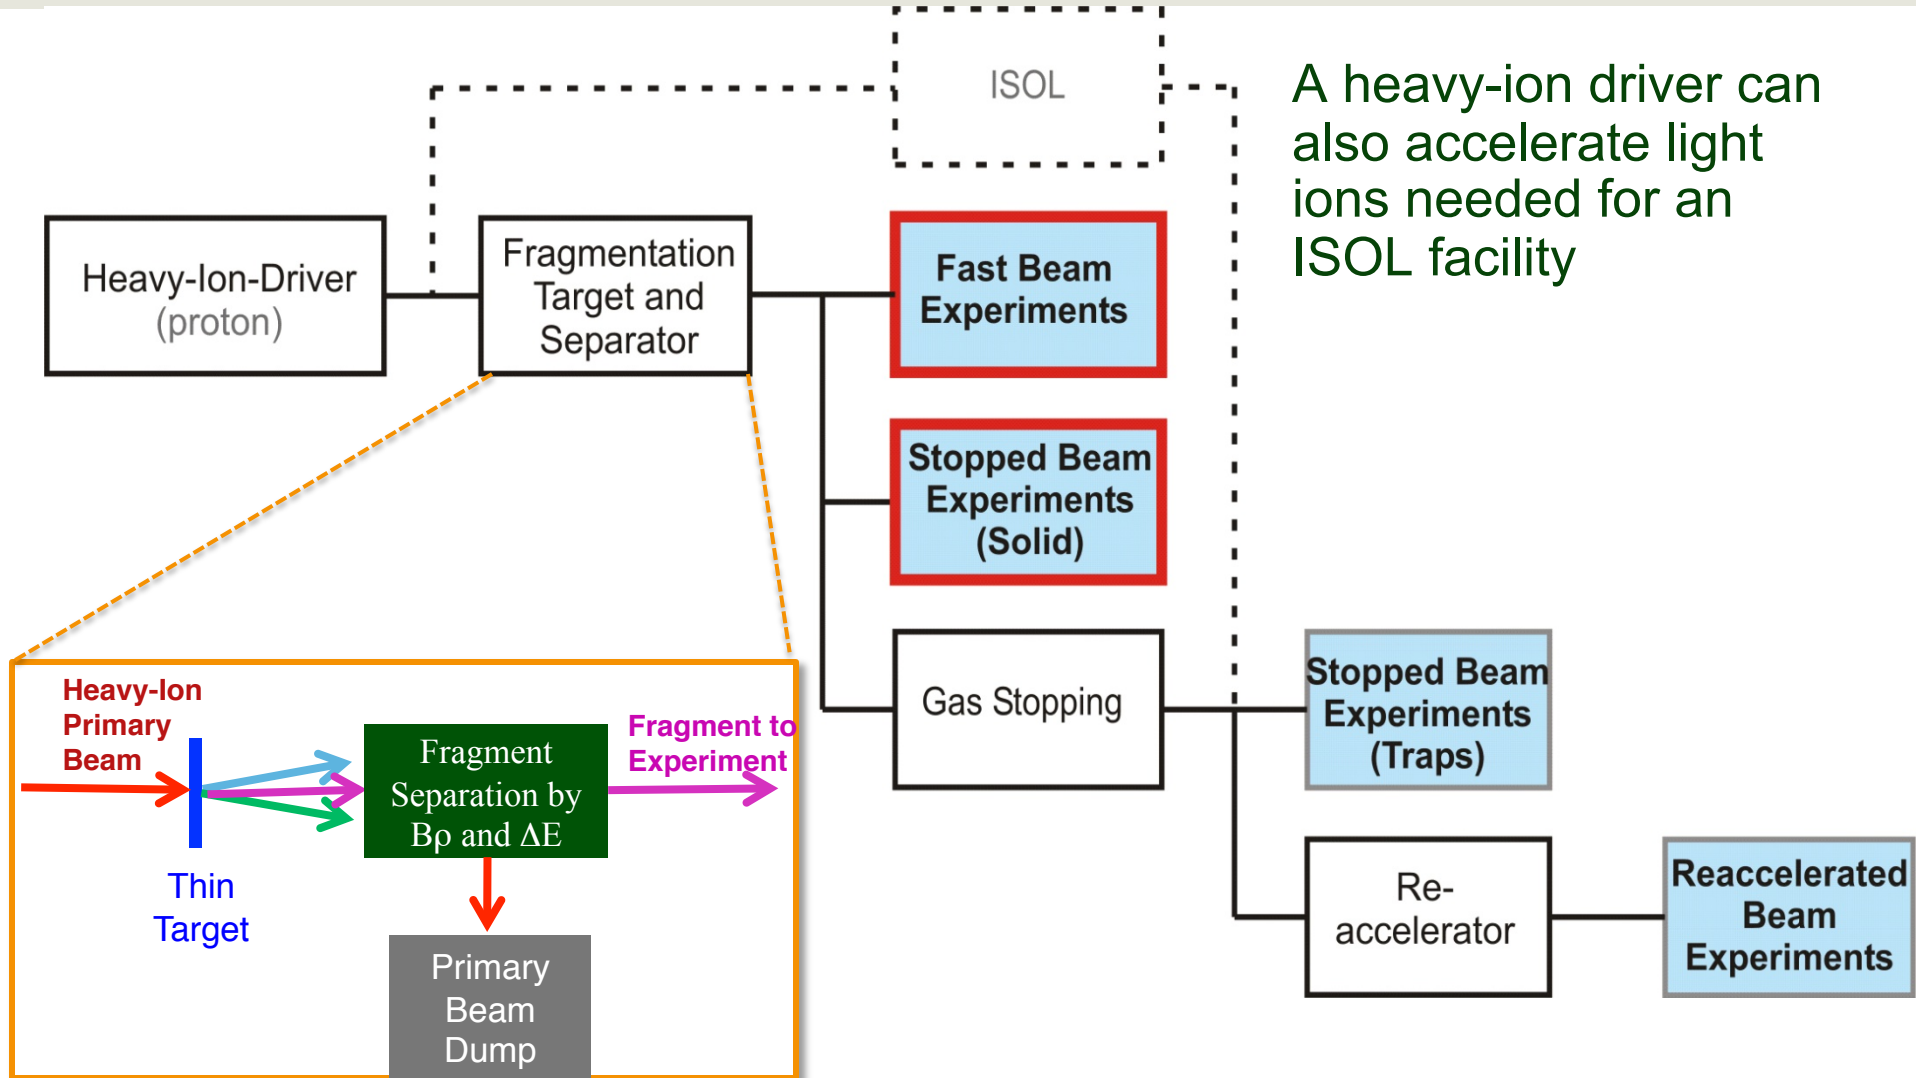 ISOL
A heavy-ion driver can
also accelerate light
ions needed for an
ISOL facility
Heavy-Ion-Driver
(proton)
Fragmentation
Target and
Separator
Fast Beam
Experiments
Stopped Beam
Experiments
(Solid)
Gas Stopping
Stopped Beam
Experiments
(Traps)
Re-
accelerator
Reaccelerated
Beam
Experiments
Heavy-Ion
Primary
Beam
Thin
Target
Fragment
Separation by
Bρ and ΔE
Fragment to
Experiment
Primary
Beam
Dump